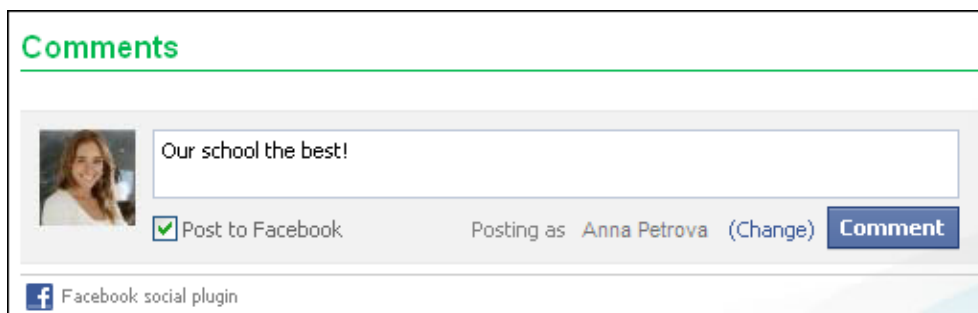 Comments
Our school the best!
Post to Facebook Posting as Anna Petrova (Change) Comment
Facebook social plugin